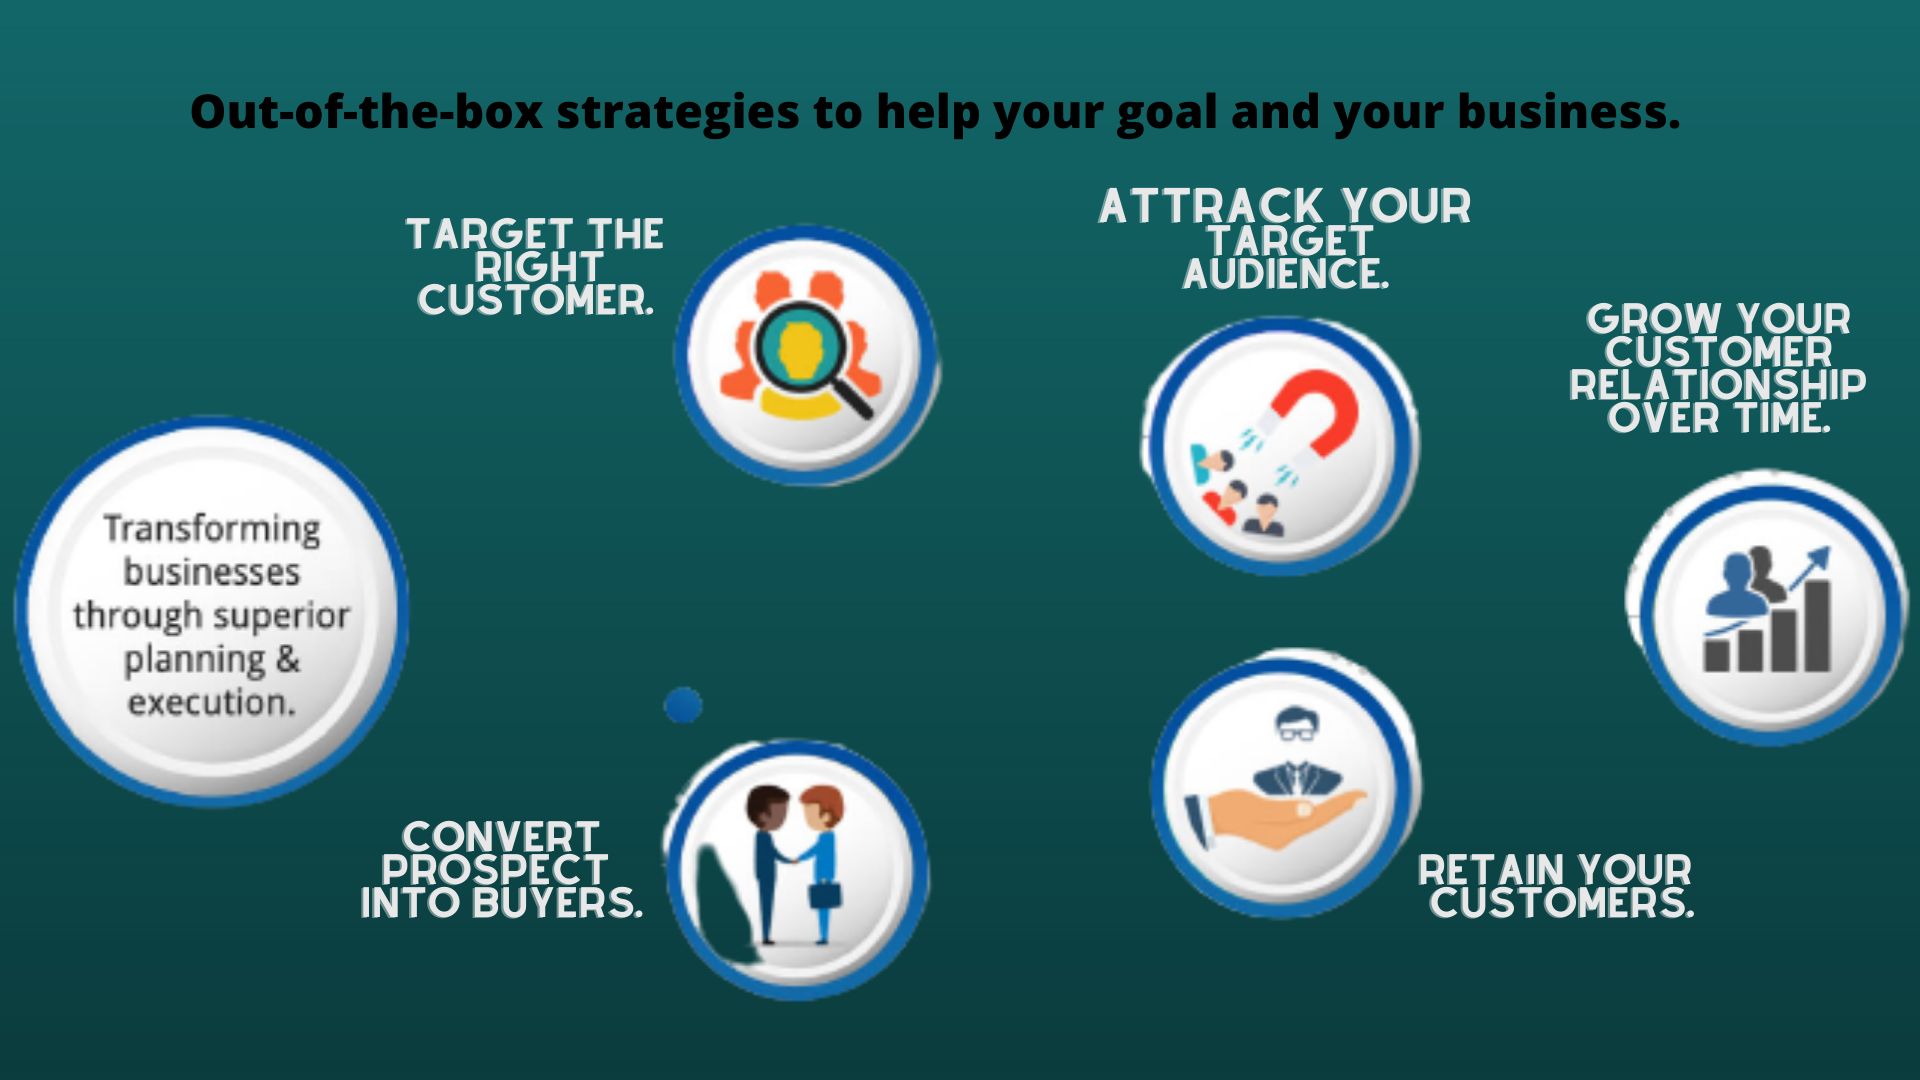 Out-of-the-box strategies to help your goal and your business.
TARGET THE
RIGHT
CUSTOMER.
ATTRACK YOUR
TARGET
AUDIENCE.
GROW YOUR
CUSTOMER
RELATIONSHIP
OVER TIME.
Transforming
businesses
through superior
planning &
execution.
CONVERT
PROSPECT
INTO BUYERS.
RETAIN YOUR
CUSTOMERS.